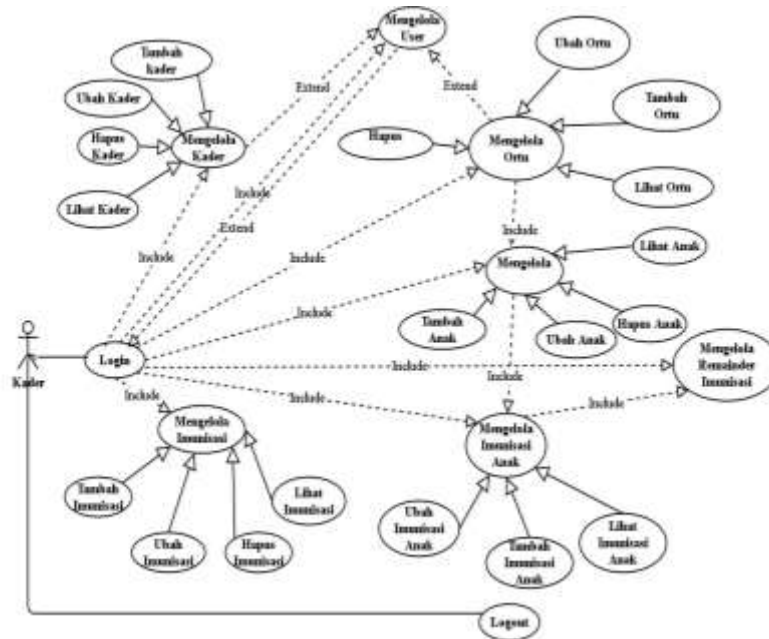 Mengelola
User
Ubah Ortu
Tambah
kader
Extend
Extend
Ubah Kader
Tambah
Ortu
Hapus
Kader
Mengelola
Kader
Hapus
Mengelola
Ortu
Lihat Kader
Lihat Ortu
Include
Extend
Include
Include
Include
Lihat Anak
Mengelola
Include
Tambah
Anak
Ubah Anak
Hapus Anak
Kader
Login
Include
Include
Mengelola
Remainder
Imunisasi
Include
Include
Include
Mengelola
Imunisasi
Mengelola
Imunisasi
Anak
Tambah
Imunisasi
Lihat
Imunisasi
Ubah
Imunisasi
Hapus
Imunisasi
Ubah
Imunisasi
Anak
Tambah
Imunisasi
Anak
Lihat
Imunisasi
Anak
Logout